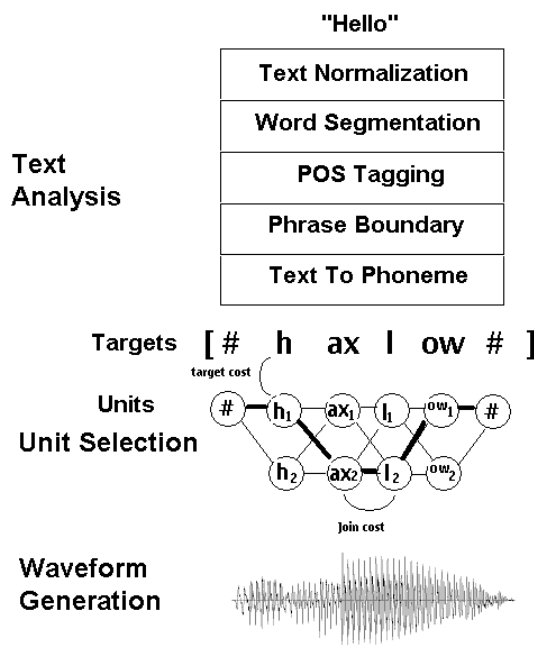 "Hello"
Text Normalization
Word Segmentation
Text
Analysis
POS Tagging
Phrase Boundary
Text To Phoneme
Targets [ # h ax l ow # ]
target cost
Units
# h1 ax1 l1 ow1 #
Unit Selection
h2 ax2 l2 ow2
Join cost
Waveform
Generation